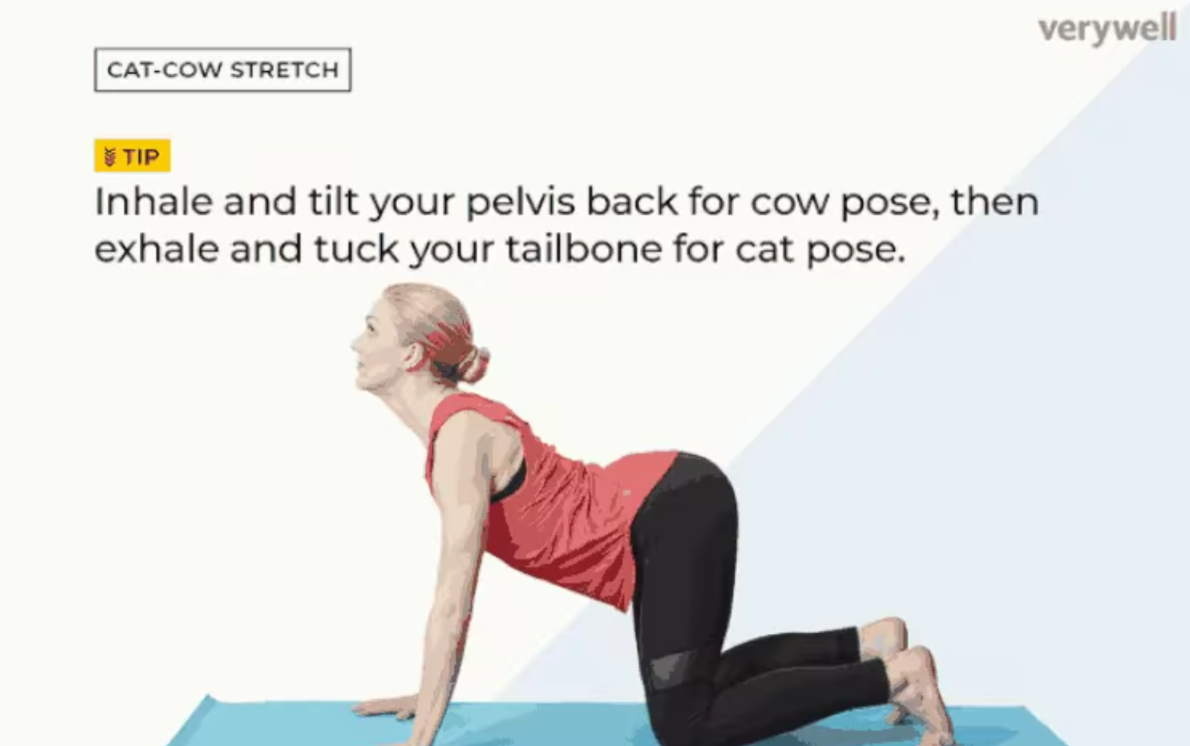 verywell
CAT-COW STRETCH
TIP
Inhale and tilt your pelvis back for cow pose, then
exhale and tuck your tailbone for cat pose.